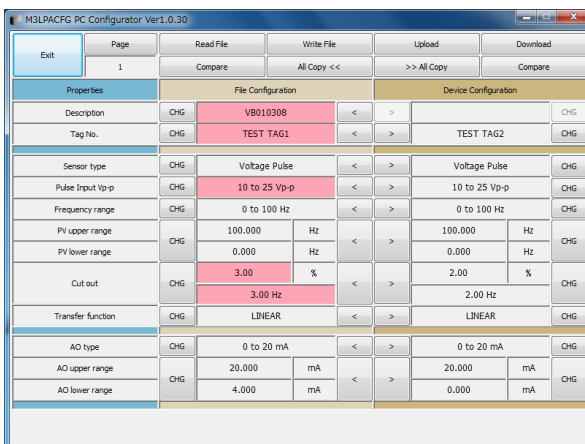 M3LPACFG PC Configurator Ver1.0.30
Exit Page Read File Write File Upload Download
1 Compare All Copy << >> All Copy Compare
Properties File Configuration Device Configuration
Description CHG VB010308 < > CHG
Tag No. CHG TEST TAG1 < > TEST TAG2 CHG
Sensor type CHG Voltage Pulse < > Voltage Pulse CHG
Pulse Input Vp-p CHG 10 to 25 Vp-p < > 10 to 25 Vp-p CHG
Frequency range CHG 0 to 100 Hz < > 0 to 100 Hz CHG
PV upper range CHG 100.000 Hz < > 100.000 Hz CHG
PV lower range 0.000 Hz 0.000 Hz
Cut out CHG 3.00 % < > 2.00 % CHG
3.00 Hz 2.00 Hz
Transfer function CHG LINEAR < > LINEAR CHG
AO type CHG 0 to 20 mA < > 0 to 20 mA CHG
AO upper range CHG 20.000 mA < > 20.000 mA CHG
AO lower range 4.000 mA 0.000 mA